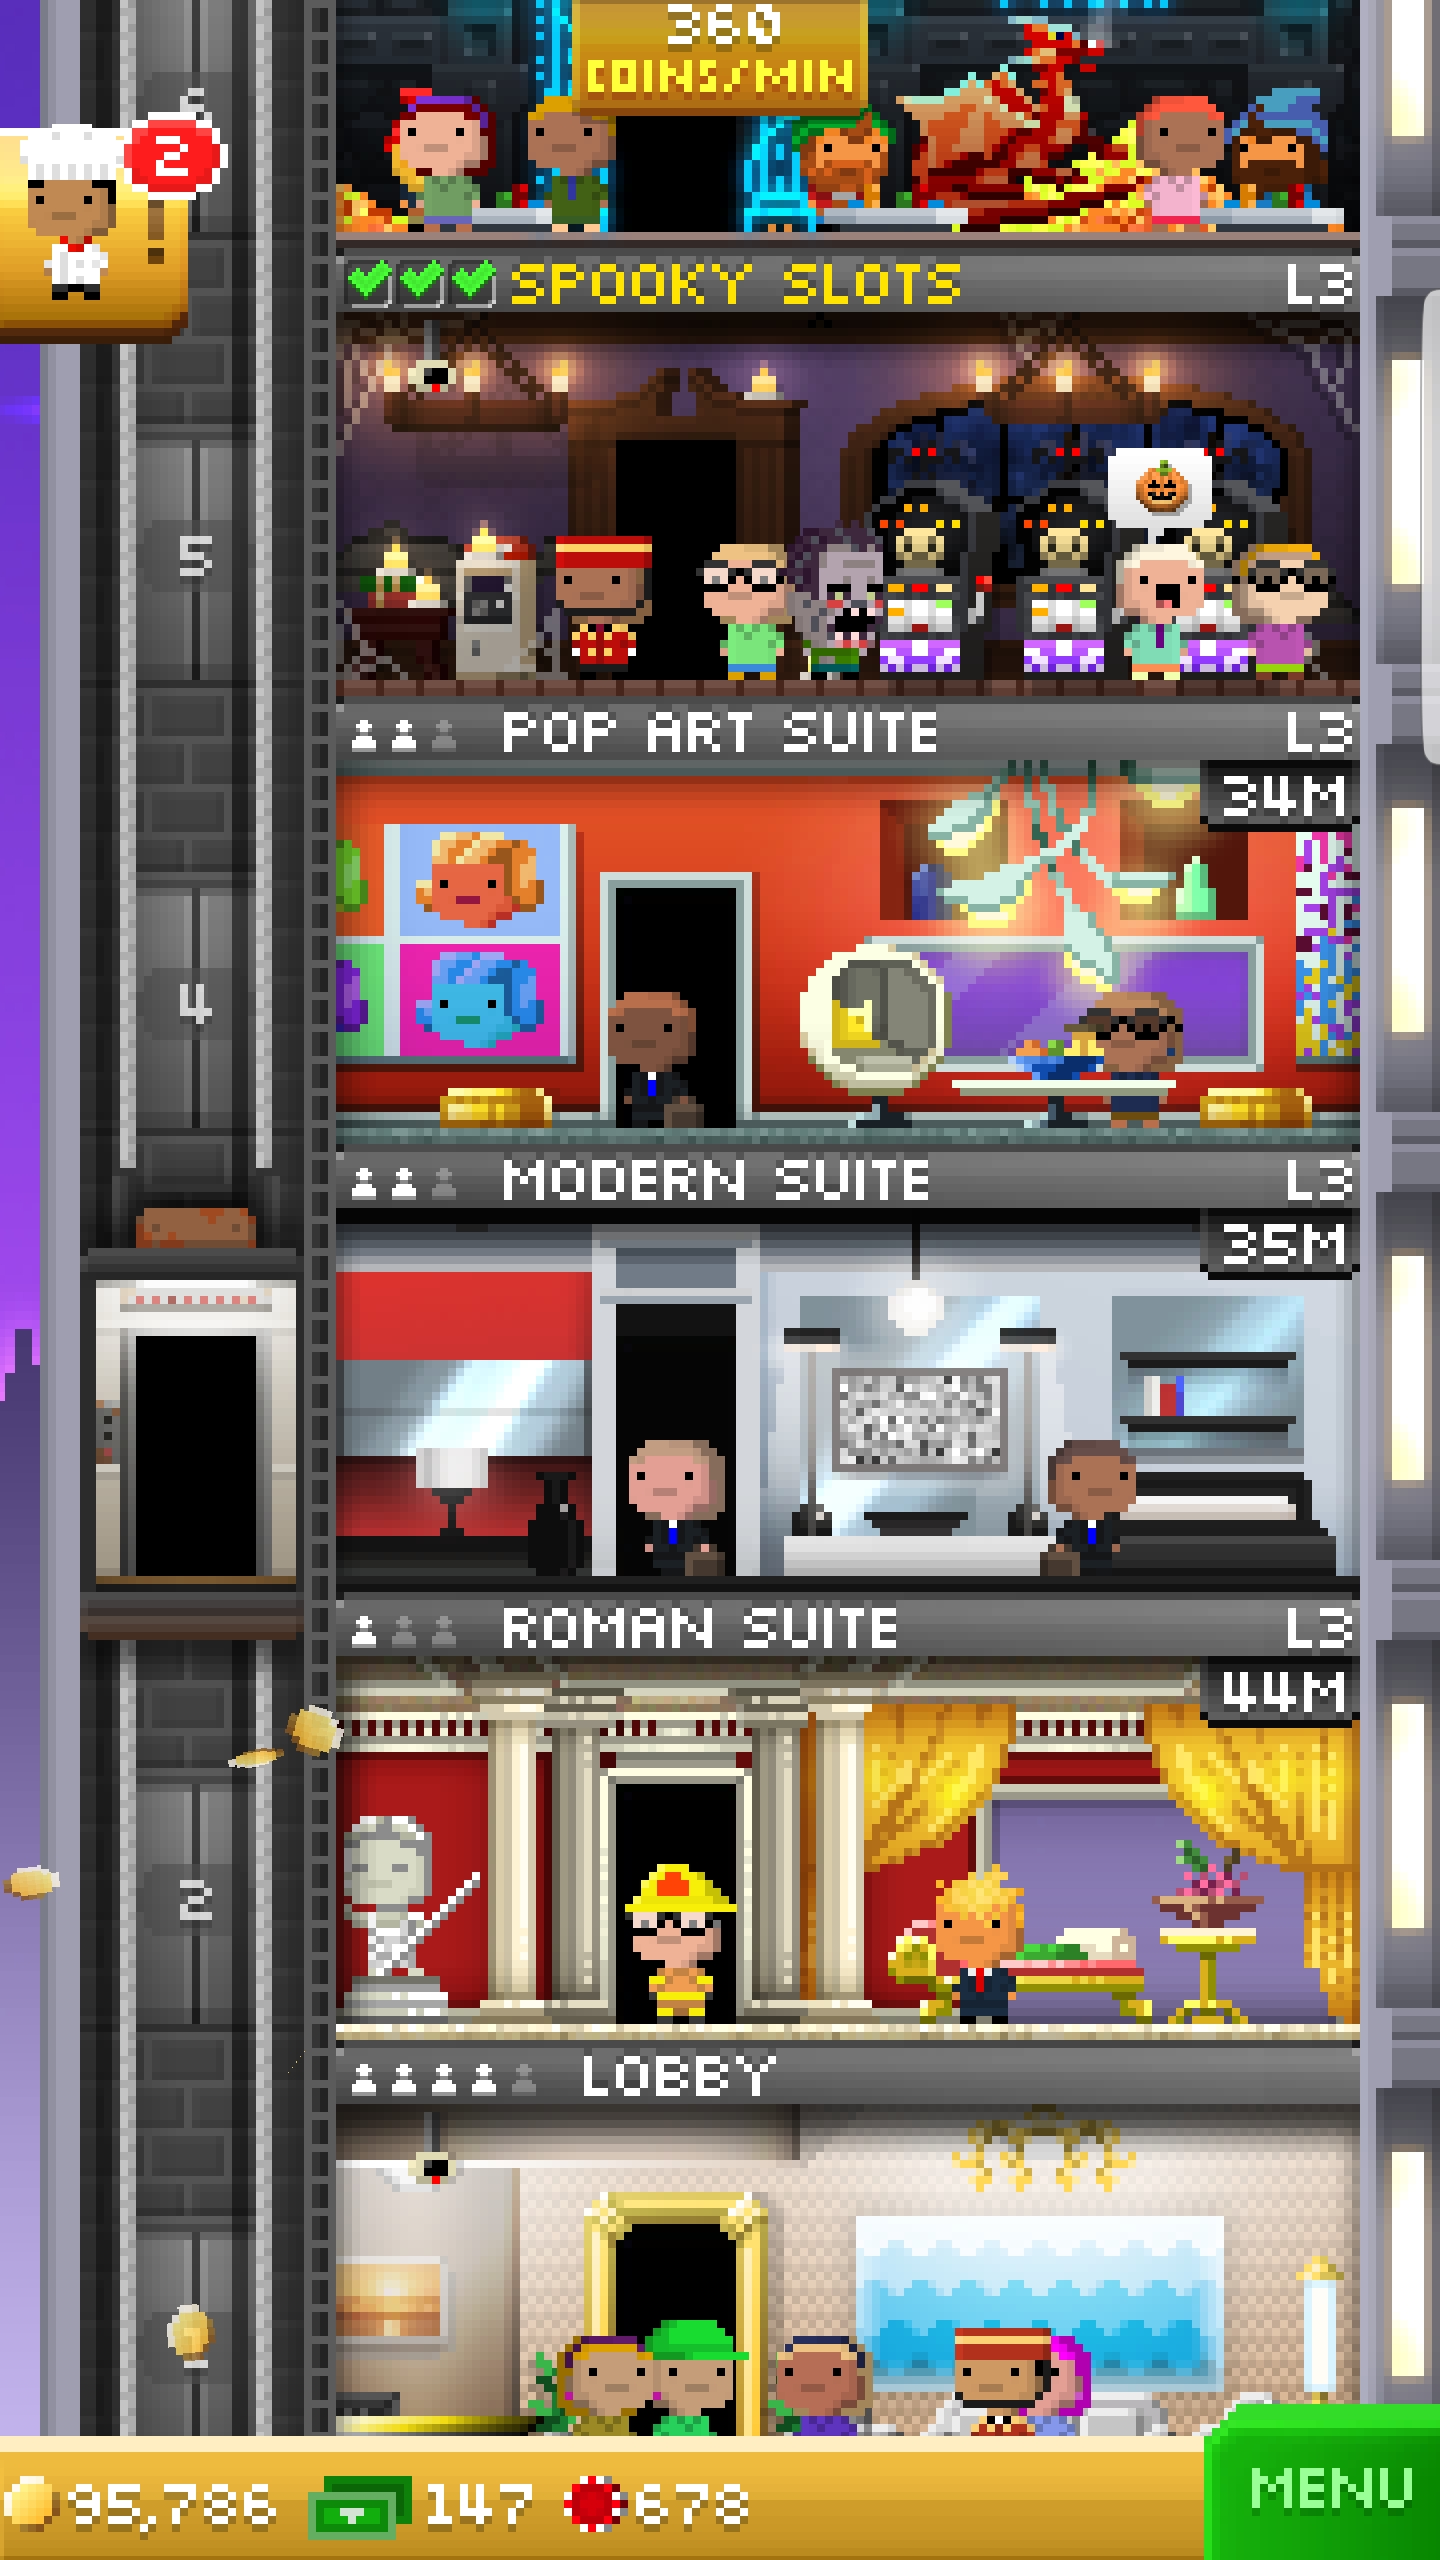 360
COINS/MIN
2
SPOOKY SLOTS L3
5
POP ART SUITE L3
34M
4
MODERN SUITE L3
35M
ROMAN SUITE L3
44M
2
LOBBY
95,786 147 678
MENU